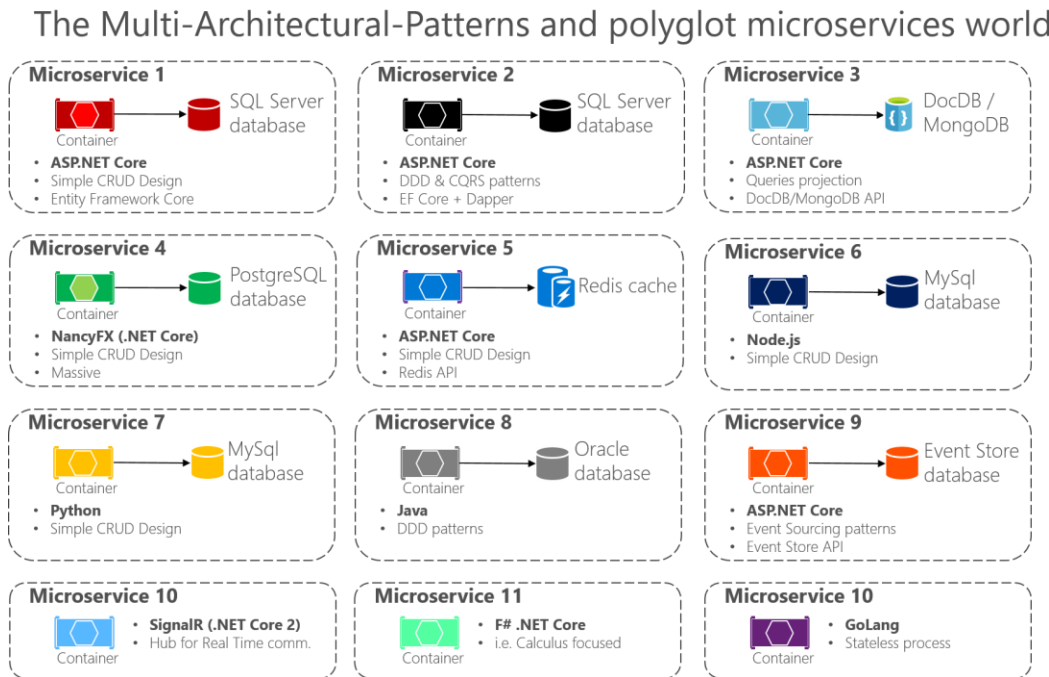 The Multi-Architectural-Patterns and polyglot microservices world
Microservice 1
SQL Server
database
Container
• ASP.NET Core
• Simple CRUD Design
• Entity Framework Core
Microservice 2
SQL Server
database
Container
• ASP.NET Core
• DDD & CQRS patterns
• EF Core + Dapper
Microservice 3
{ }
DocDB /
MongoDB
Container
• ASP.NET Core
• Queries projection
• DocDB/MongoDB API
Microservice 4
PostgreSQL
database
Container
• NancyFX (.NET Core)
• Simple CRUD Design
• Massive
Microservice 5
Redis cache
Container
• ASP.NET Core
• Simple CRUD Design
• Redis API
Microservice 6
MySql
database
Container
• Node.js
• Simple CRUD Design
Microservice 7
MySql
database
Container
• Python
• Simple CRUD Design
Microservice 8
Oracle
database
Container
• Java
• DDD patterns
Microservice 9
Event Store
database
Container
• ASP.NET Core
• Event Sourcing patterns
• Event Store API
Microservice 10
Container
• SignalR (.NET Core 2)
• Hub for Real Time comm.
Microservice 11
Container
• F# .NET Core
• i.e. Calculus focused
Microservice 10
Container
• GoLang
• Stateless process